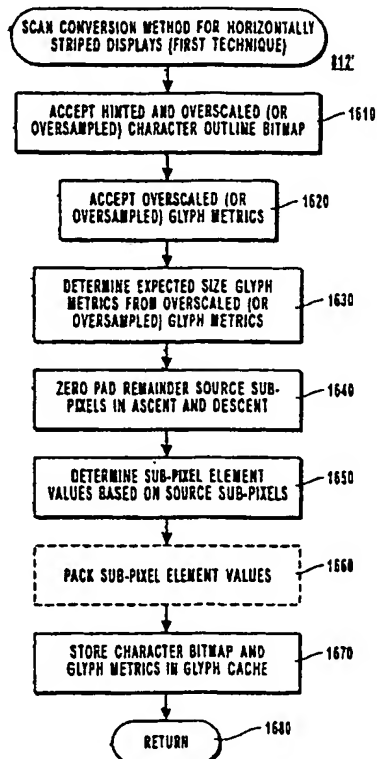 SCAN CONVERSION METHOD FOR HORIZONTALLY
STRIPED DISPLAYS (FIRST TECHNIQUE)
812'
ACCEPT HINTED AND OVERSCALED (OR
OVERSAMPLED) CHARACTER OUTLINE BITMAP
1610
ACCEPT OVERSCALED (OR
OVERSAMPLED) GLYPH METRICS
1620
DETERMINE EXPECTED SIZE GLYPH
METRICS FROM OVERSCALED (OR
OVERSAMPLED) GLYPH METRICS
1630
ZERO PAD REMAINDER SOURCE SUB-
PIXELS IN ASCENT AND DESCENT
1640
DETERMINE SUB-PIXEL ELEMENT
VALUES BASED ON SOURCE SUB-PIXELS
1650
PACK SUB-PIXEL ELEMENT VALUES
1660
STORE CHARACTER BITMAP AND
GLYPH METRICS IN GLYPH CACHE
1670
RETURN
1680